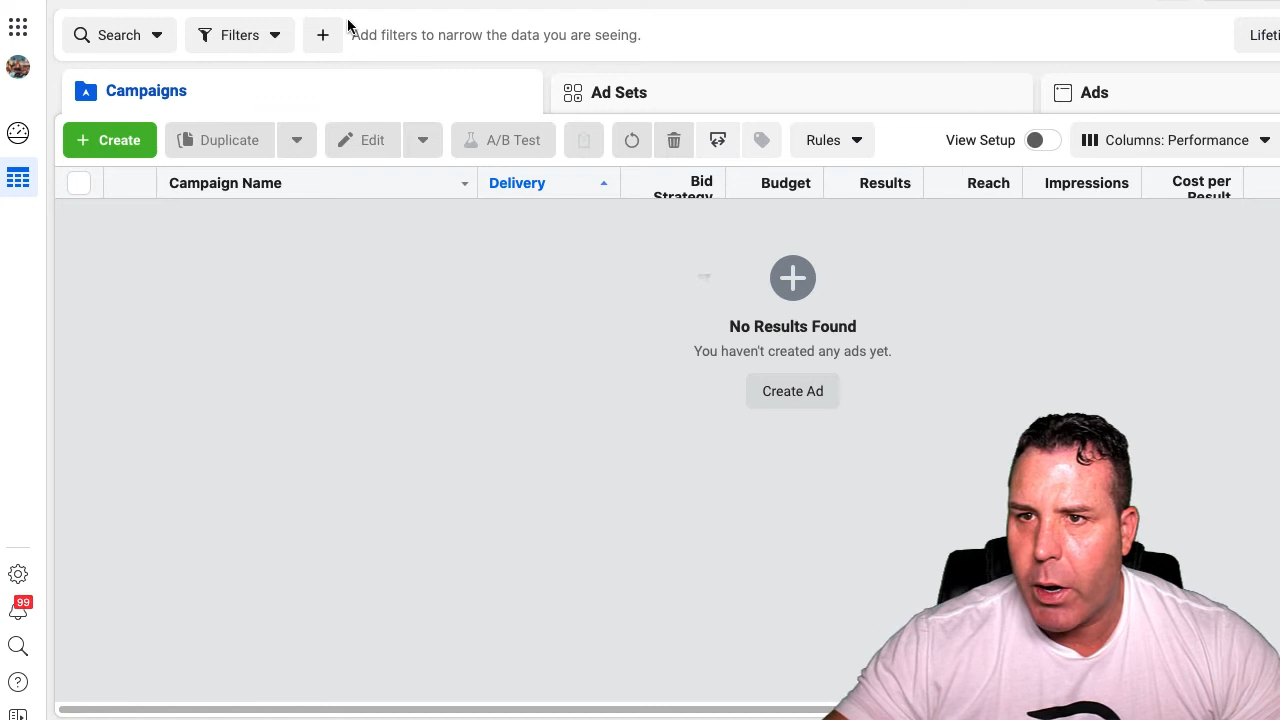 Search
Filters
Add filters to narrow the data you are seeing.
Campaigns
Ad Sets
Ads
Create
Duplicate
Edit
A/B Test
Rules
View Setup
Columns: Performance
Campaign Name
Delivery
Bid
Strategy
Budget
Results
Reach
Impressions
Cost per
Result
No Results Found
You haven't created any ads yet.
Create Ad
99